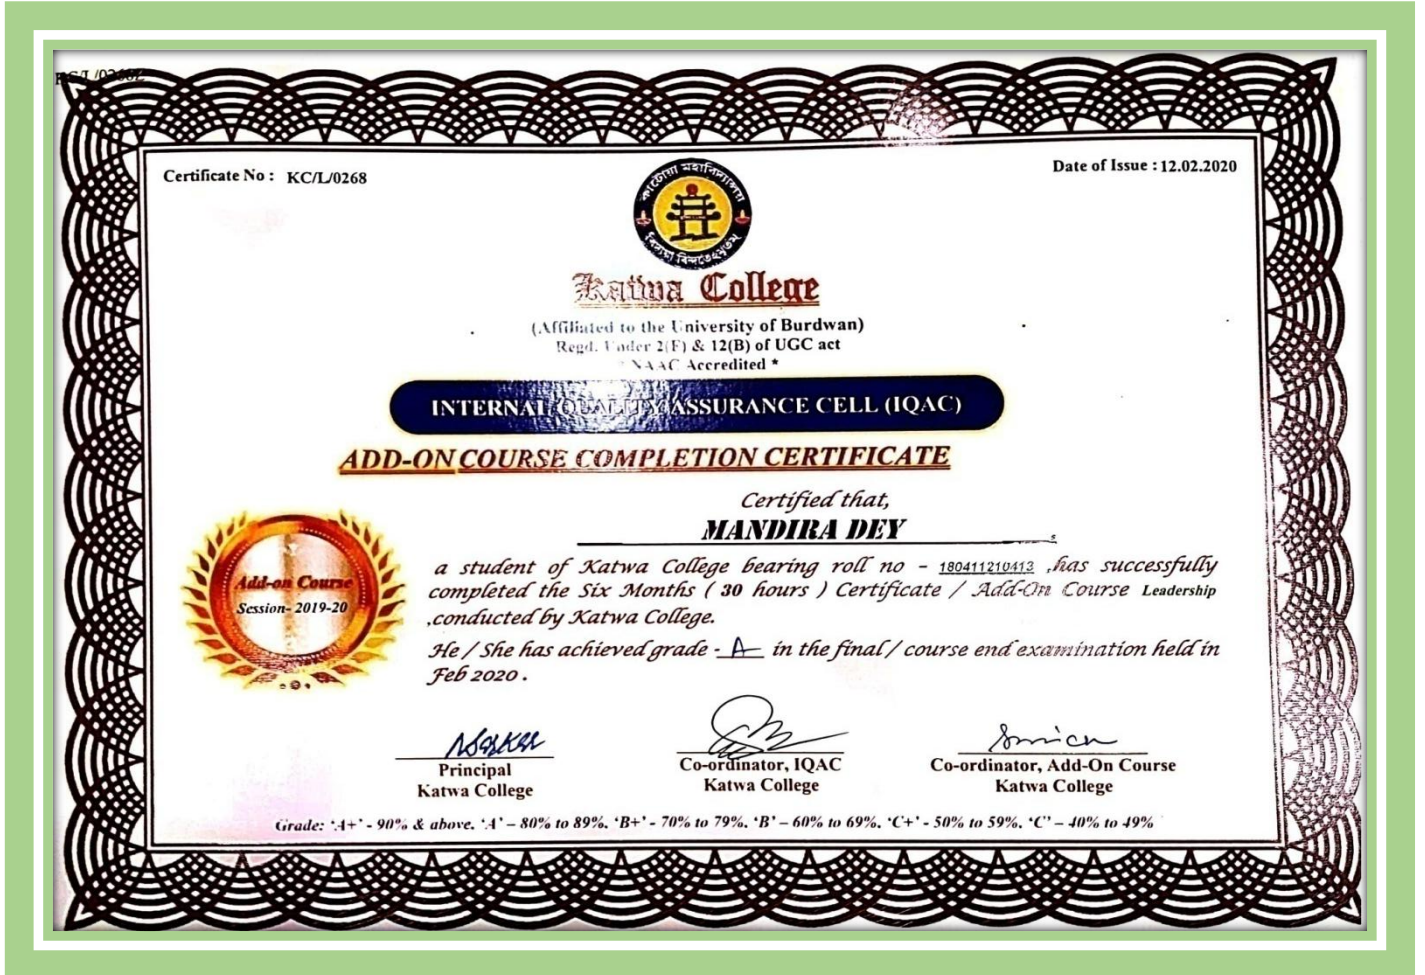 Certificate No : KC/L/0268
Date of Issue : 12.02.2020
কাটোয়া মহাবিদ্যালয়
Katwa College
(Affiliated to the University of Burdwan)
Regd. Under 2(F) & 12(B) of UGC act
* NAAC Accredited *
INTERNAL QUALITY ASSURANCE CELL (IQAC)
ADD-ON COURSE COMPLETION CERTIFICATE
Certified that,
MANDIRA DEY
Add-on Course
Session- 2019-20
a student of Katwa College bearing roll no - 180411210413 ,has successfully
completed the Six Months ( 30 hours ) Certificate / Add-On Course Leadership
,conducted by Katwa College.
He / She has achieved grade - A in the final / course end examination held in
Feb 2020 .
Principal
Katwa College
Co-ordinator, IQAC
Katwa College
Co-ordinator, Add-On Course
Katwa College
Grade: 'A+' - 90% & above. 'A' – 80% to 89%. 'B+' - 70% to 79%. 'B' – 60% to 69%. 'C+' - 50% to 59%. 'C' – 40% to 49%